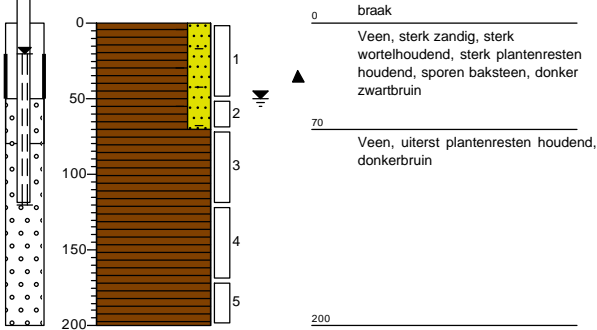 0
50
100
150
200
1
2
3
4
5
0
braak
Veen, sterk zandig, sterk
wortelhoudend, sterk plantenresten
houdend, sporen baksteen, donker
zwartbruin
70
Veen, uiterst plantenresten houdend,
donkerbruin
200